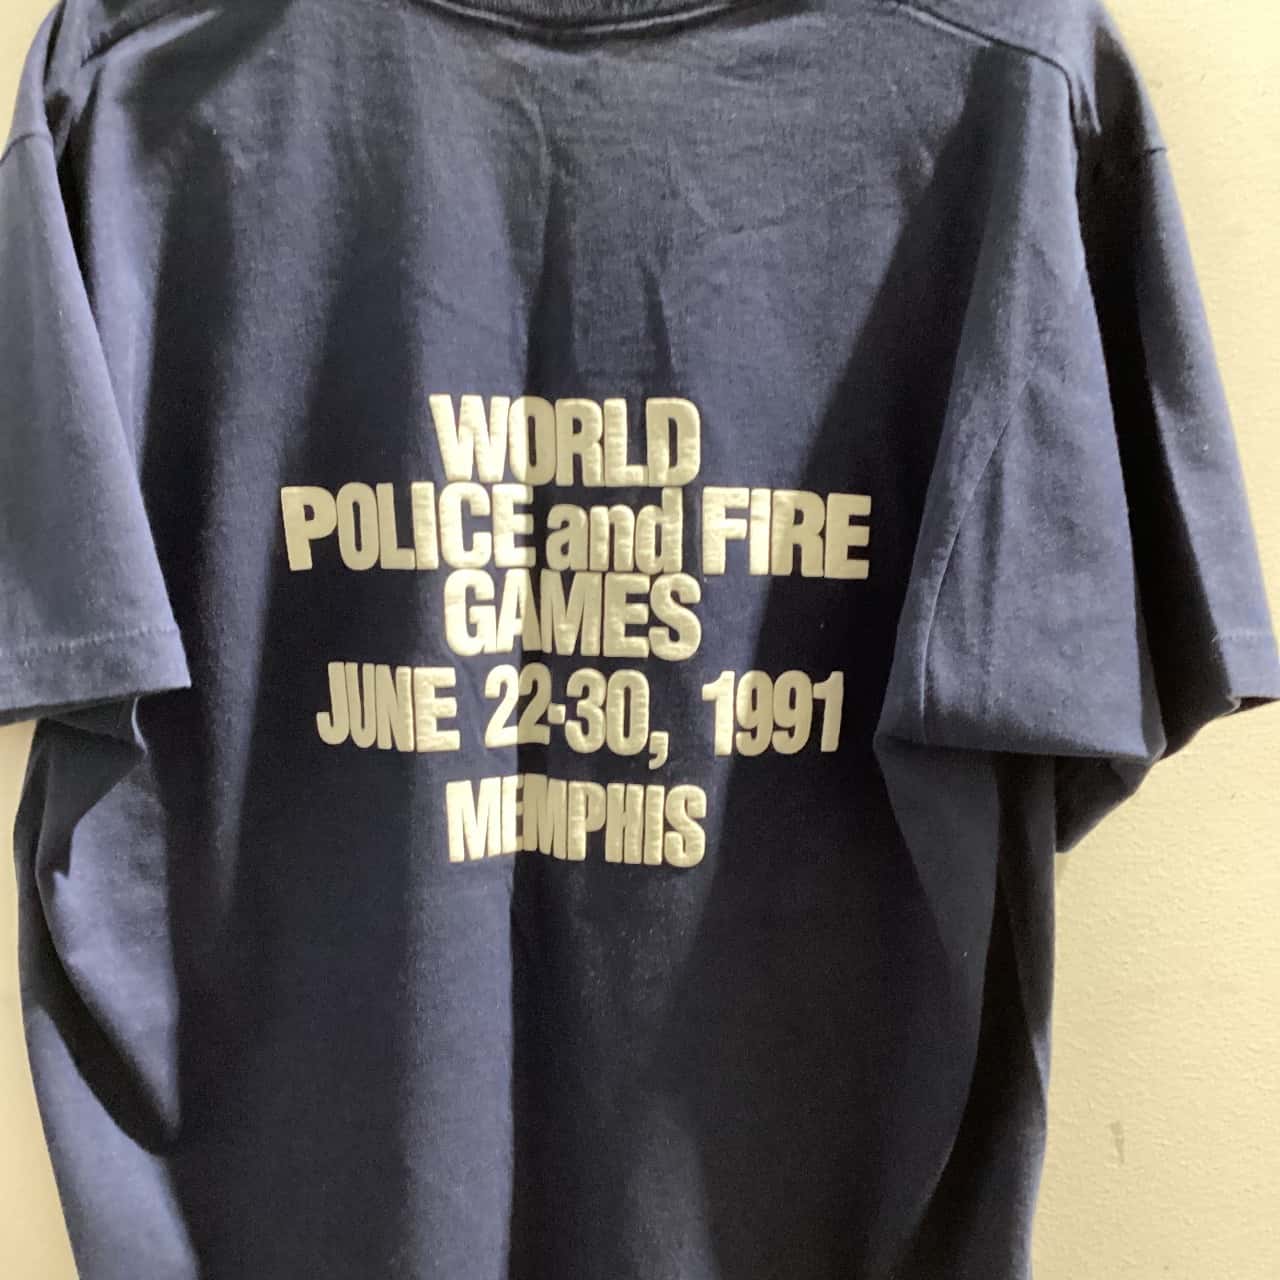 WORLD
POLICE and FIRE
GAMES
JUNE 22-30, 1991
MEMPHIS